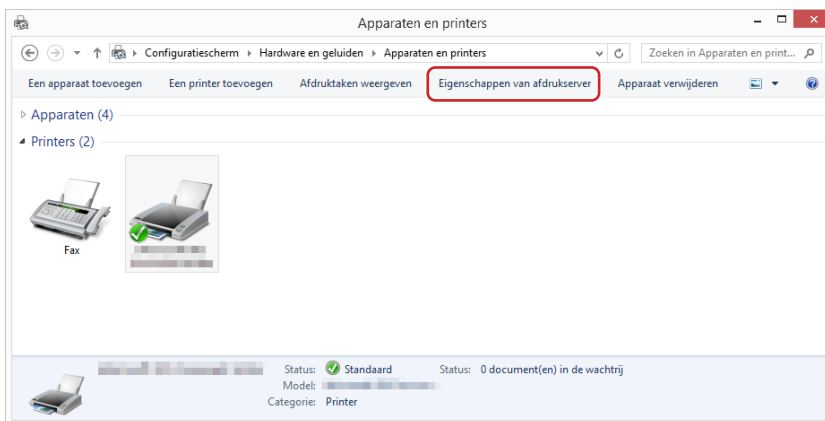 Apparaten en printers
Configuratiescherm Hardware en geluiden Apparaten en printers Zoeken in Apparaten en print...
Een apparaat toevoegen Een printer toevoegen Afdruktaken weergeven Eigenschappen van afdrukserver Apparaat verwijderen
Apparaten (4)
Printers (2)
Fax
Status: Standaard Status: 0 document(en) in de wachtrij
Model:
Categorie: Printer